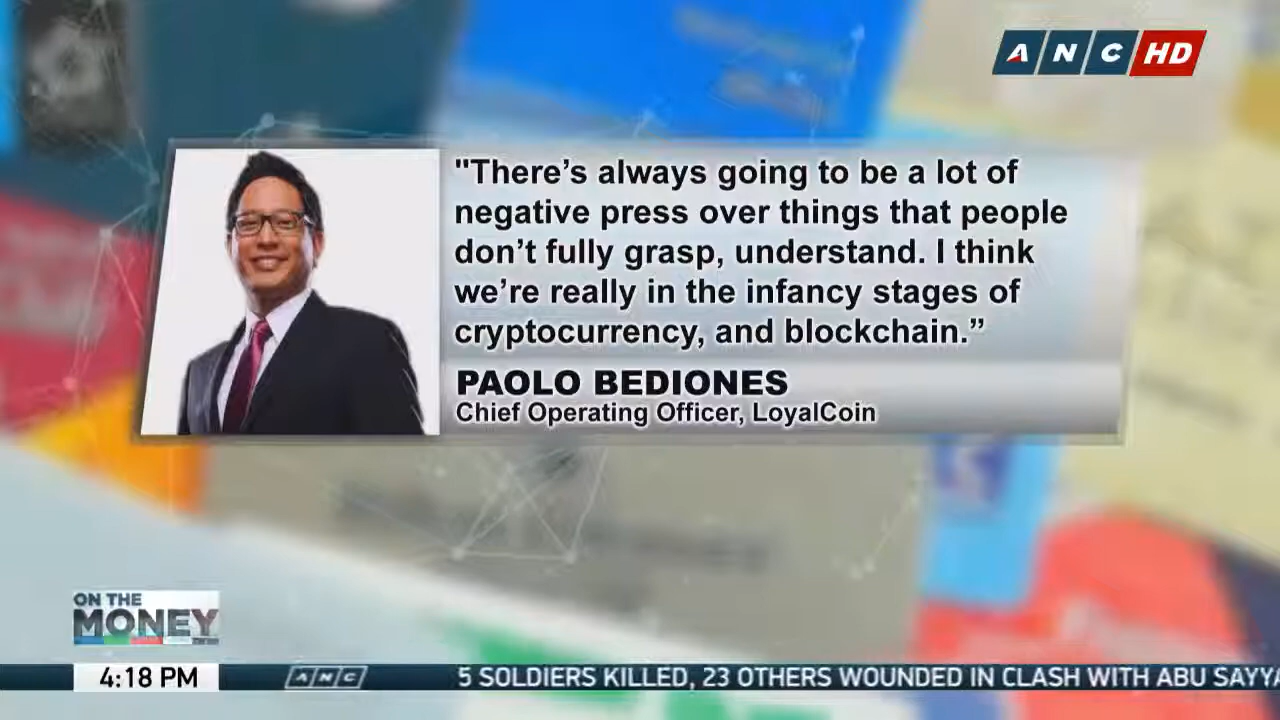 ANC HD
"There’s always going to be a lot of
negative press over things that people
don’t fully grasp, understand. I think
we’re really in the infancy stages of
cryptocurrency, and blockchain.”
PAOLO BEDIONES
Chief Operating Officer, LoyalCoin
ON THE
MONEY
4:18 PM
ANC
5 SOLDIERS KILLED, 23 OTHERS WOUNDED IN CLASH WITH ABU SAYYA